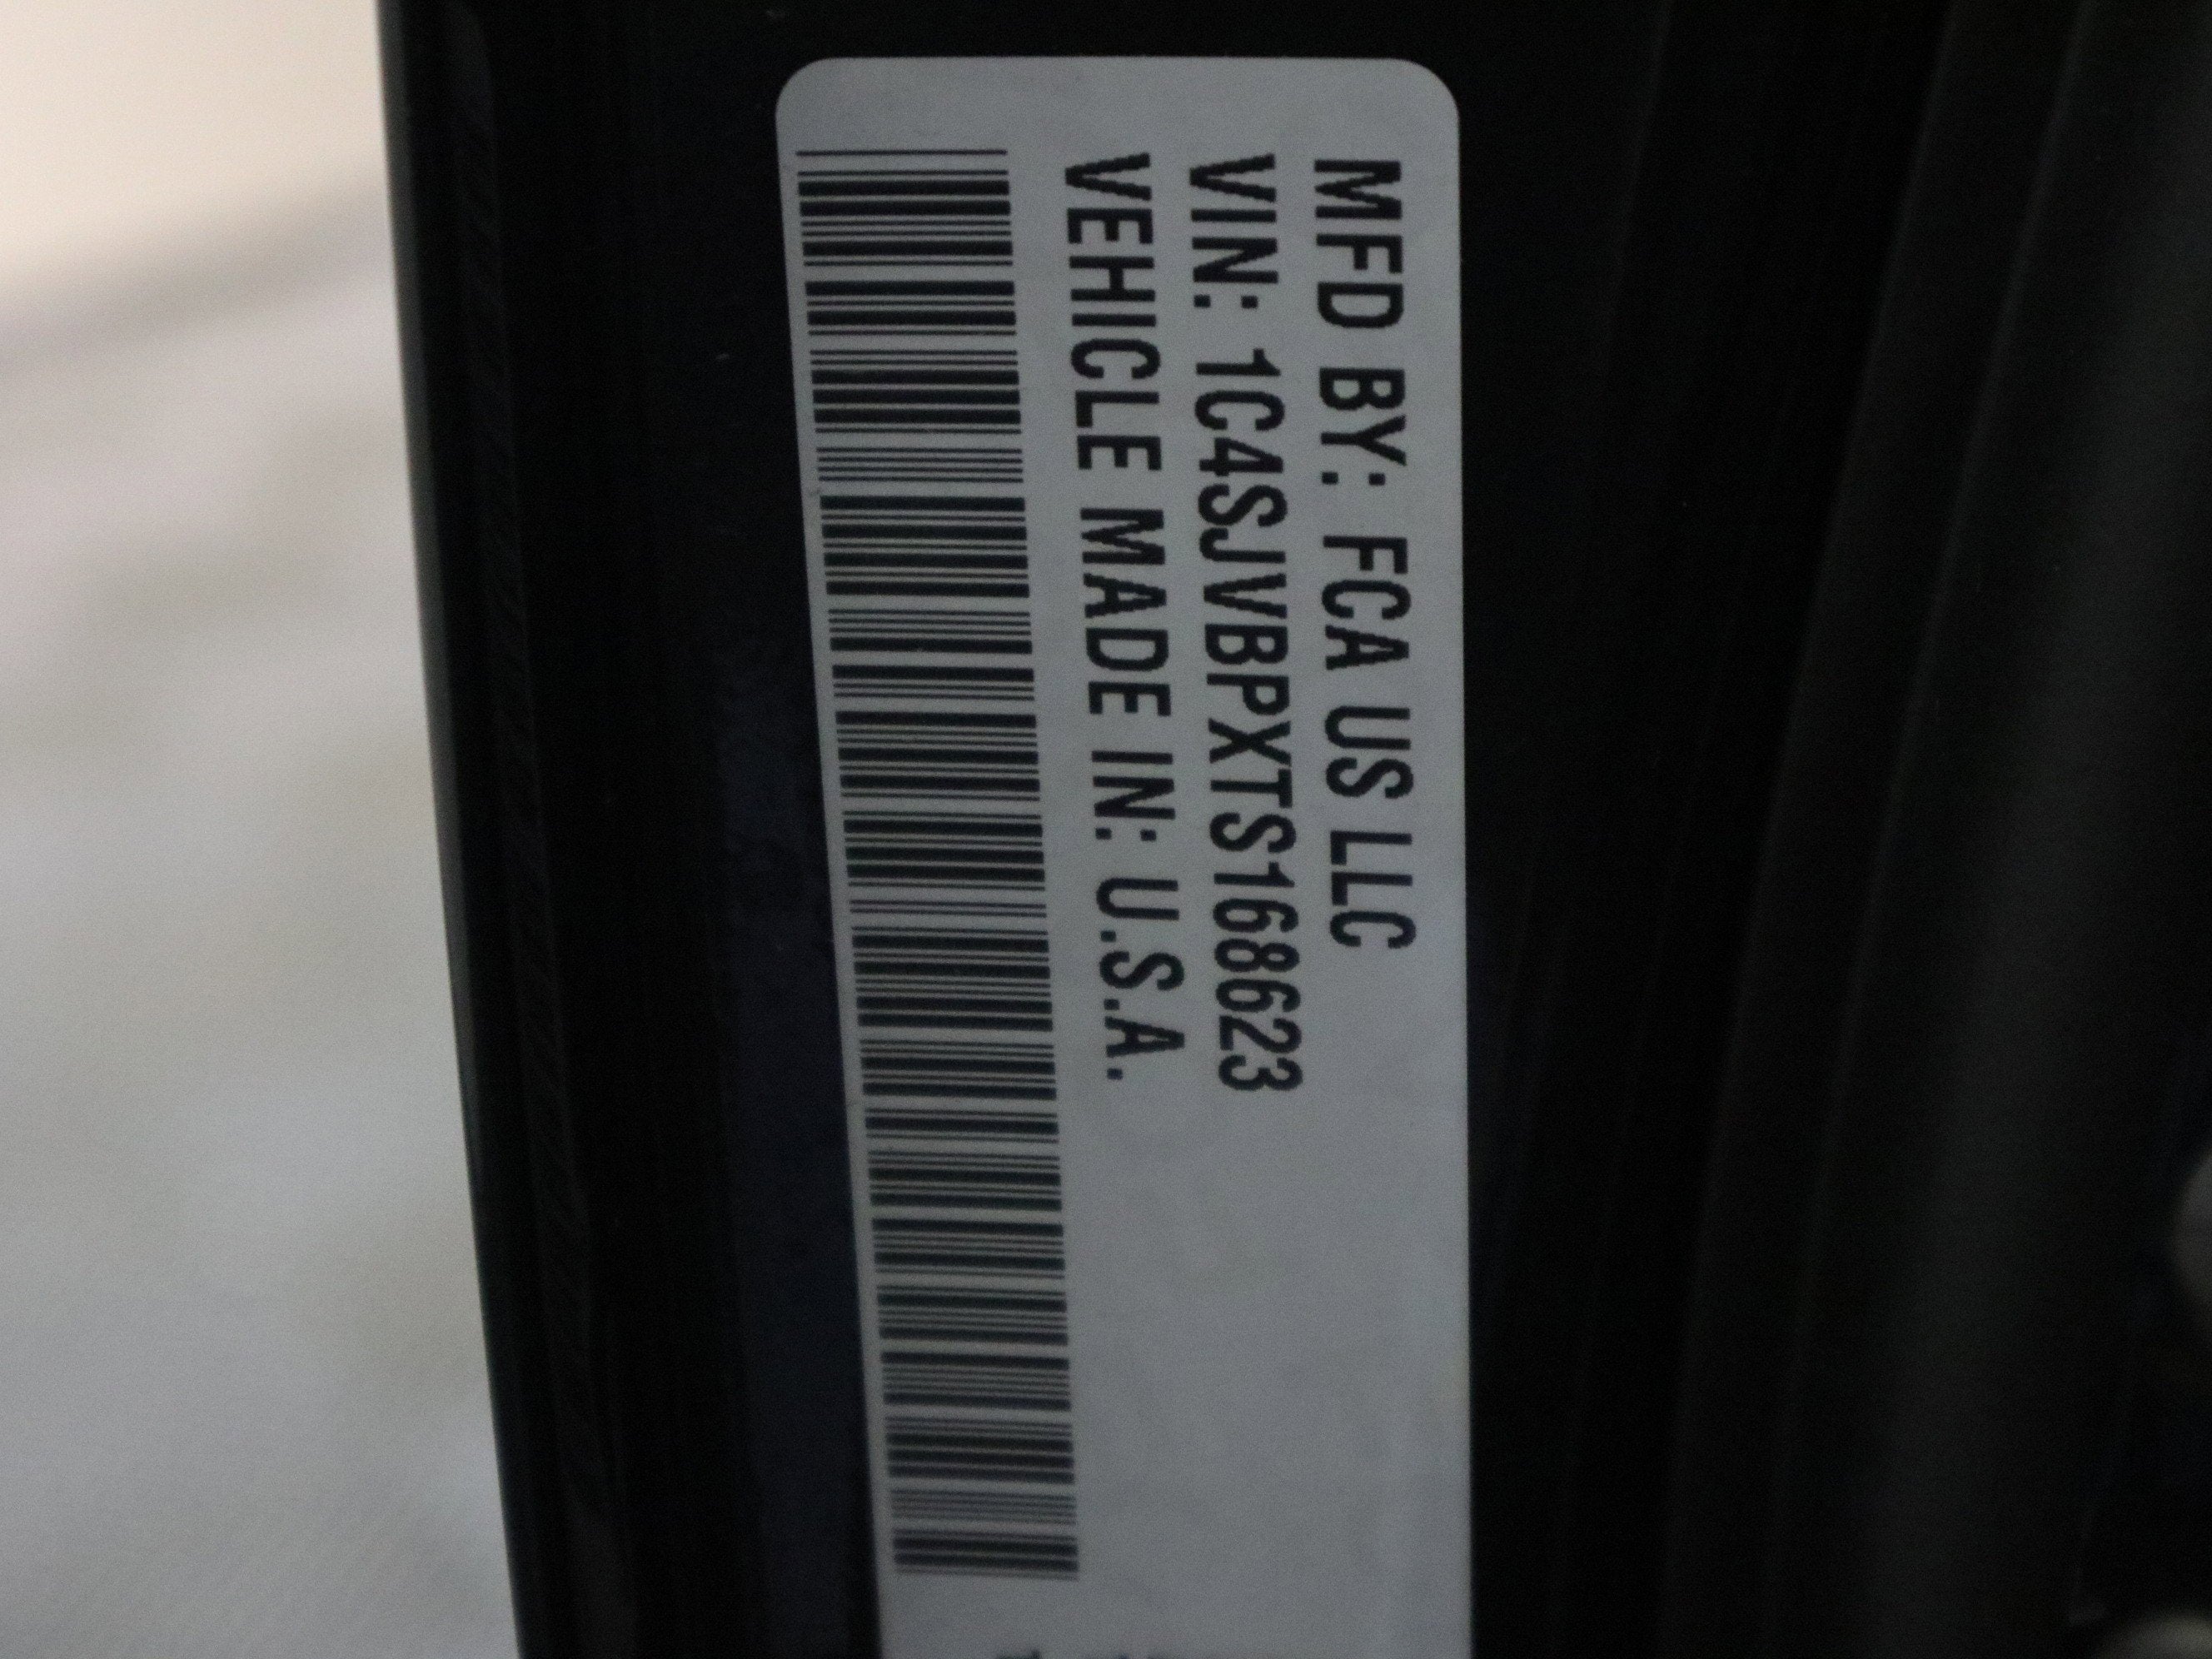 MFD BY: FCA US LLC
VIN: 1C4SJVBPXTS168623
VEHICLE MADE IN: U.S.A.